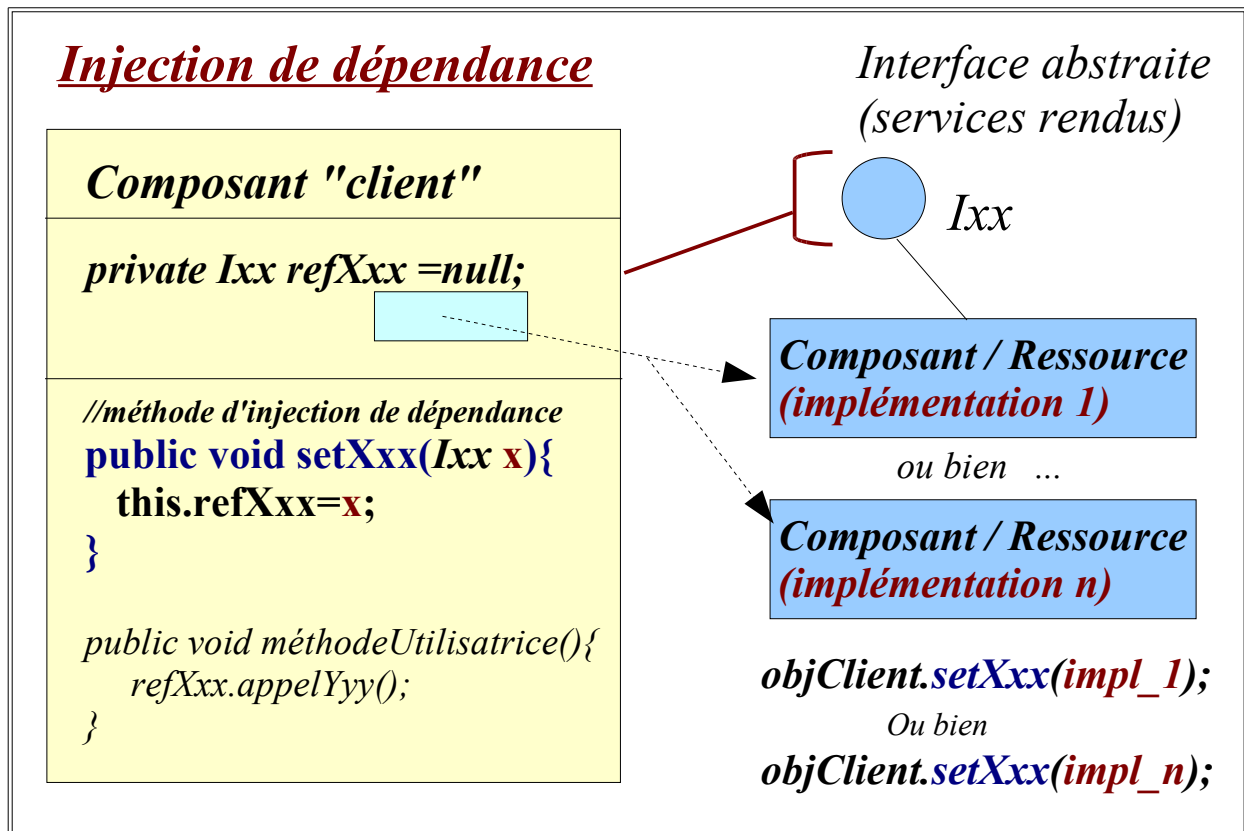 Injection de dépendance
Composant "client"
private Ixx refXxx =null;
//méthode d'injection de dépendance
public void setXxx(Ixx x){
this.refXxx=x;
}
public void méthodeUtilisatrice(){
refXxx.appelYyy();
}
Interface abstraite
(services rendus)
Ixx
Composant / Ressource
(implémentation 1)
ou bien ...
Composant / Ressource
(implémentation n)
objClient.setXxx(impl_1);
Ou bien
objClient.setXxx(impl_n);